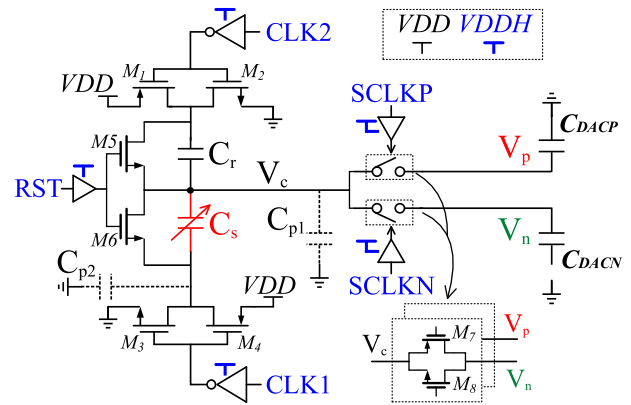 CLK2
VDD VDDH
M1 M2
VDD
SCLKP
CDACP
M5
Cr
Vp
RST
Vc
M6
Cs
Cp1
Vn
Cp2
VDD
SCLKN
CDACN
M3 M4
M7
Vp
Vc
Vn
M8
CLK1